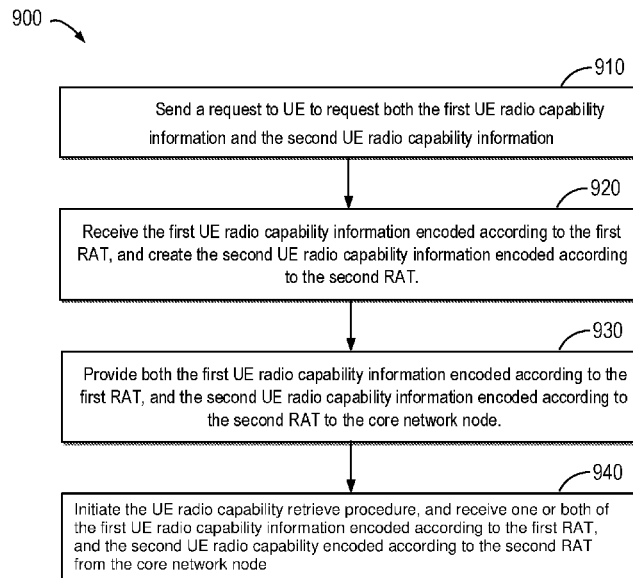 900
910
Send a request to UE to request both the first UE radio capability
information and the second UE radio capability information
920
Receive the first UE radio capability information encoded according to the first
RAT, and create the second UE radio capability information encoded according
to the second RAT.
930
Provide both the first UE radio capability information encoded according to the
first RAT, and the second UE radio capability information encoded according to
the second RAT to the core network node.
940
Initiate the UE radio capability retrieve procedure, and receive one or both of
the first UE radio capability information encoded according to the first RAT,
and the second UE radio capability encoded according to the second RAT
from the core network node